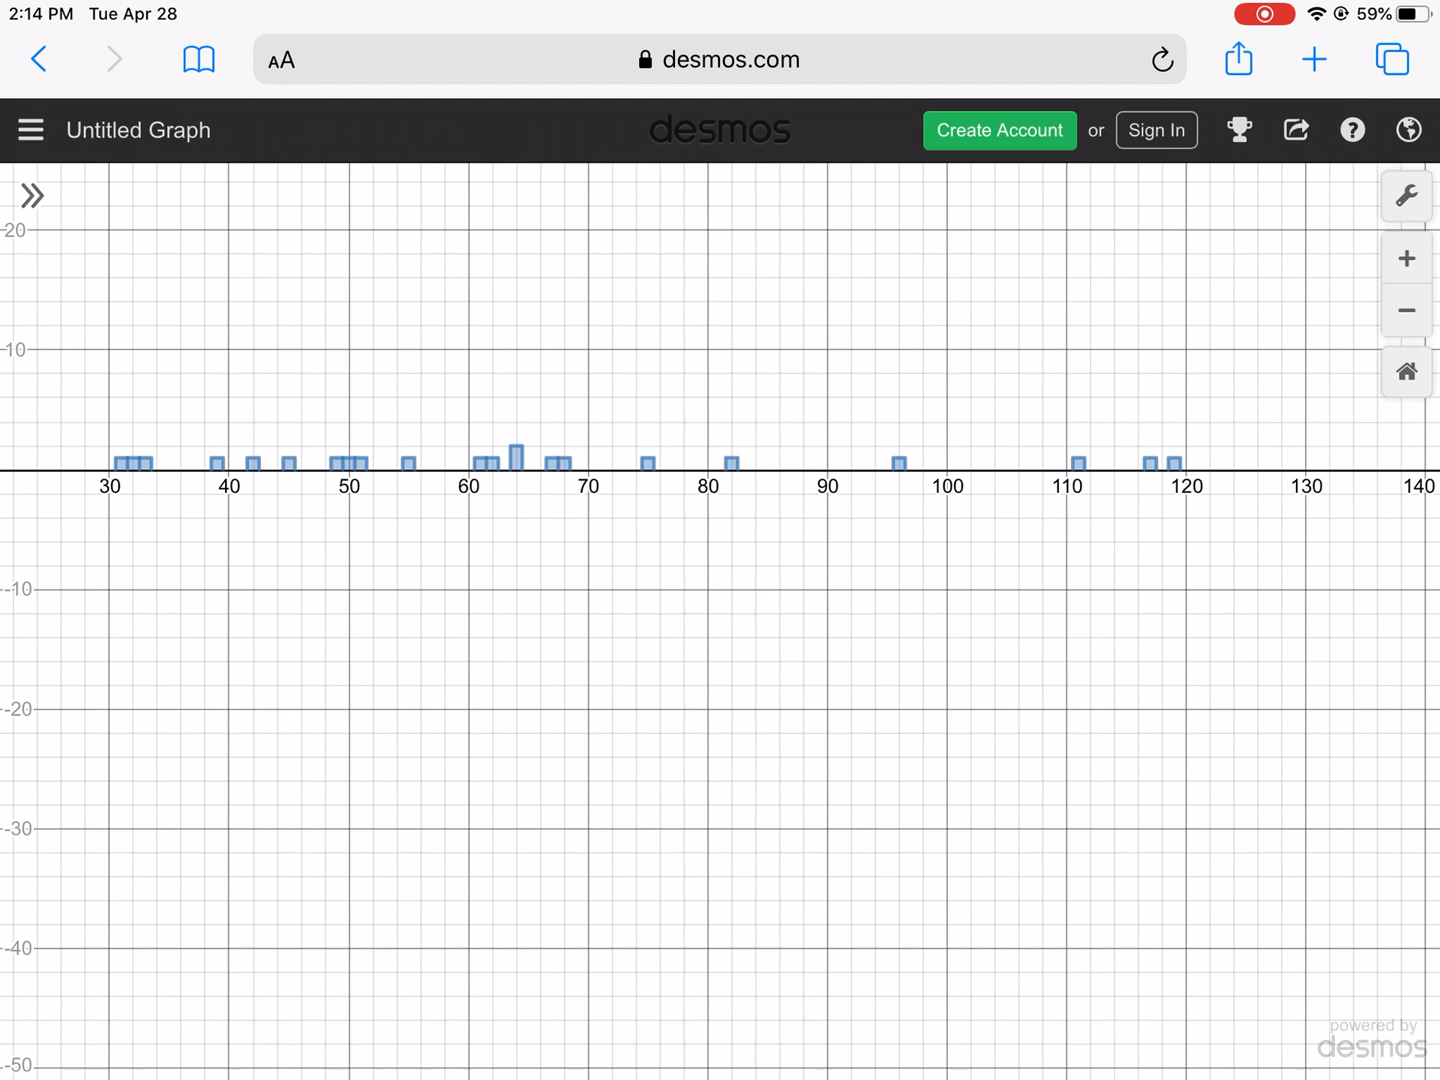 2:14 PM Tue Apr 28 59%
AA desmos.com
Untitled Graph desmos Create Account or Sign In ?
20
10
30 40 50 60 70 80 90 100 110 120 130 140
-10
-20
-30
-40
-50
powered by
desmos